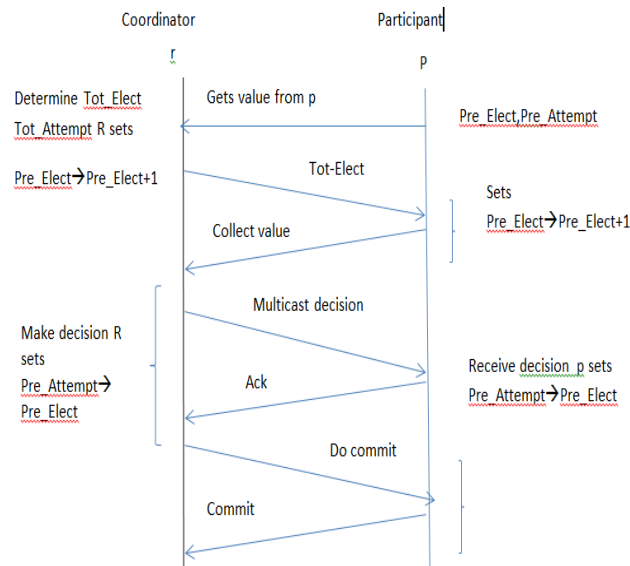 Coordinator
Participant
r
P
Determine Tot_Elect
Tot_Attempt R sets
Pre_Elect→Pre_Elect+1
Gets value from p
Pre_Elect,Pre_Attempt
Tot-Elect
Sets
Pre_Elect→Pre_Elect+1
Collect value
Multicast decision
Make decision R
sets
Pre_Attempt→
Pre_Elect
Receive decision p sets
Pre_Attempt→Pre_Elect
Ack
Do commit
Commit